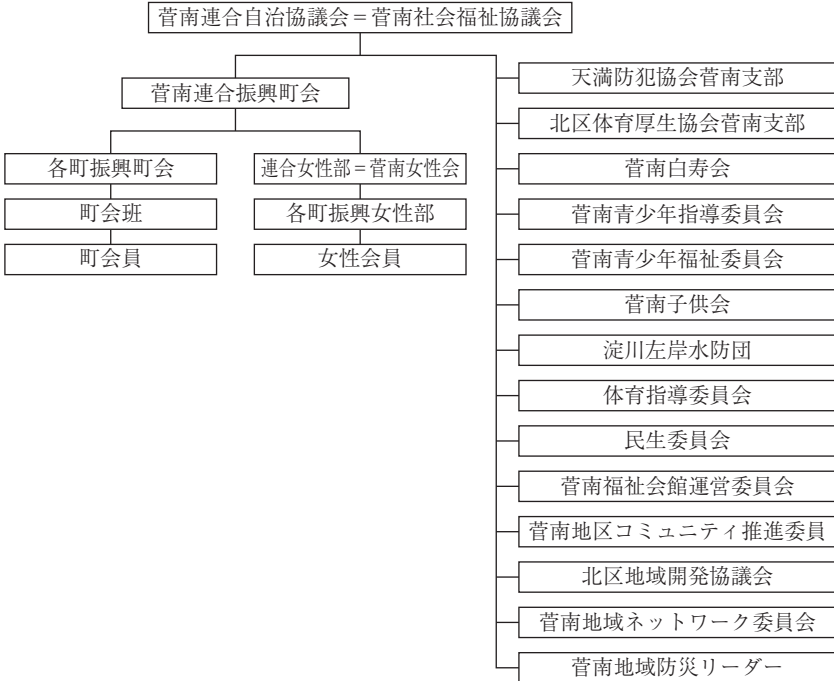 菅南連合自治協議会＝菅南社会福祉協議会
菅南連合振興町会
各町振興町会
町会班
町会員
連合女性部＝菅南女性会
各町振興女性部
女性会員
天満防犯協会菅南支部
北区体育厚生協会菅南支部
菅南白寿会
菅南青少年指導委員会
菅南青少年福祉委員会
菅南子供会
淀川左岸水防団
体育指導委員会
民生委員会
菅南福祉会館運営委員会
菅南地区コミュニティ推進委員
北区地域開発協議会
菅南地域ネットワーク委員会
菅南地域防災リーダー